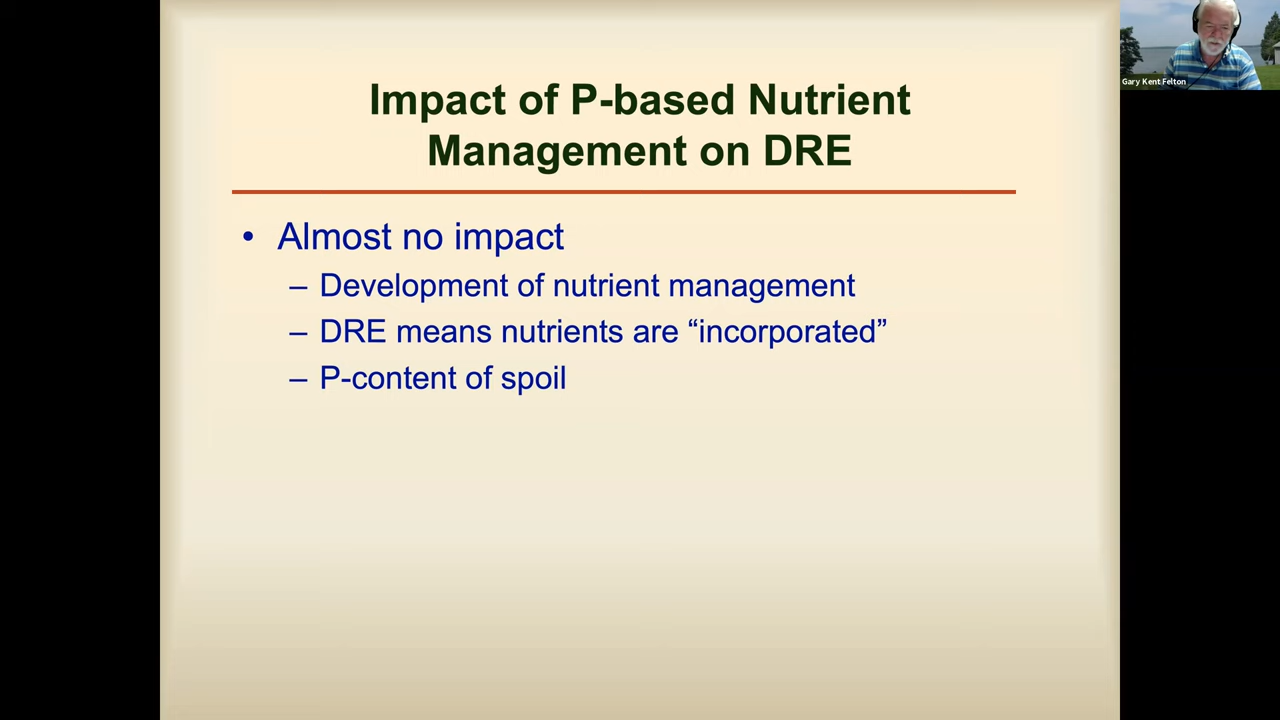 Impact of P-based Nutrient
Management on DRE
• Almost no impact
– Development of nutrient management
– DRE means nutrients are “incorporated”
– P-content of spoil
Gary Kent Felton